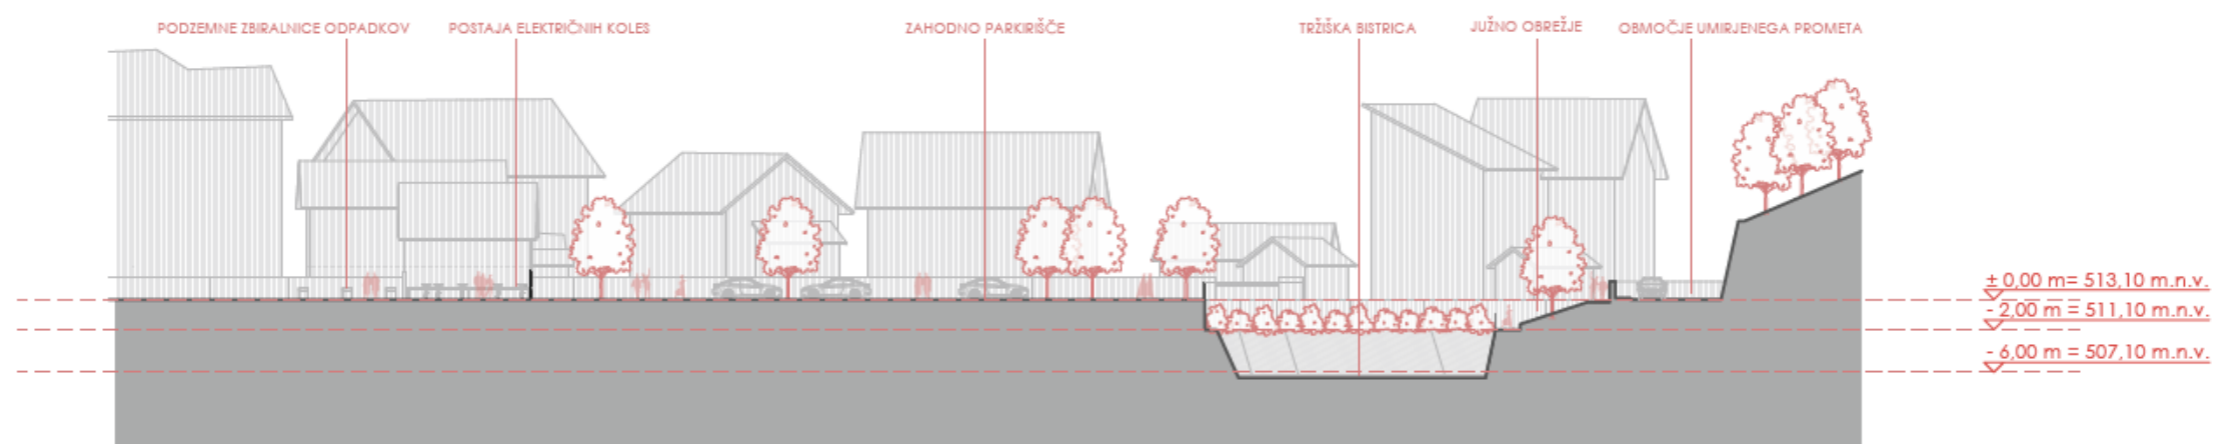 PODZEMNE ZBIRALNICE ODPADKOV
POSTAJA ELEKTRIČNIH KOLES
ZAHODNO PARKIRIŠČE
TRŽIŠKA BISTRICA
JUŽNO OBREŽJE
OBMOČJE UMIRJENEGA PROMETA
± 0,00 m= 513,10 m.n.v.
- 2,00 m = 511,10 m.n.v.
- 6,00 m = 507,10 m.n.v.